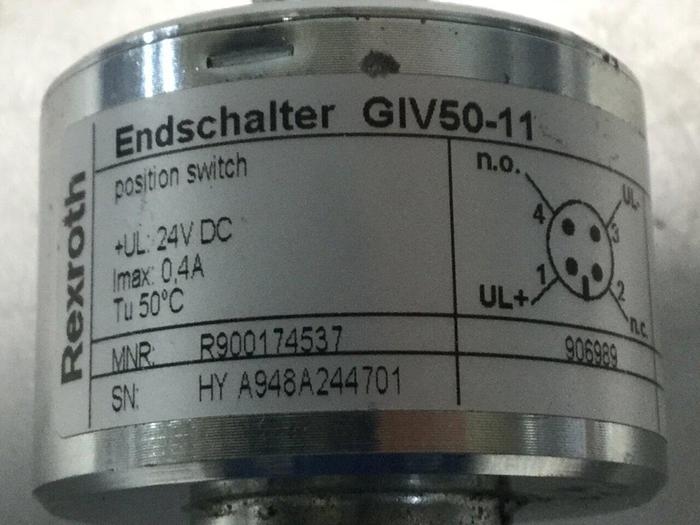 Rexroth
Endschalter GIV50-11
position switch
+UL: 24V DC
Imax: 0,4A
Tu 50°C
n.o.
UL-
4
3
1
2
UL+
n.c.
MNR: R900174537
906989
SN: HY A948A244701